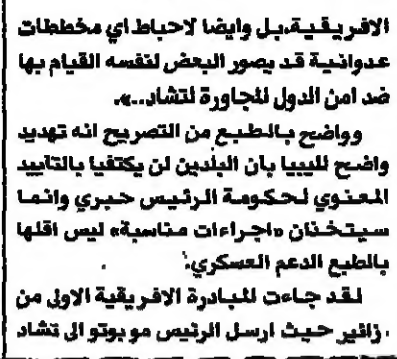 الافريقية،بل وايضا لاحباط اي مخططات
عدوانية قد يصور البعض لنفسه القيام بها
ضد امن الدول المجاورة لتشاد..».
وواضح بالطبع من التصريح انه تهديد
واضح لليبيا بان البلدين لن يكتفيا بالتأييد
المعنوي لحكومة الرئيس حبري وانما
سيتخذان «اجراءات مناسبة» ليس اقلها
بالطبع الدعم العسكري.
لقد جاءت المبادرة الافريقية الاولى من
زائير حيث ارسل الرئيس موبوتو الى تشاد